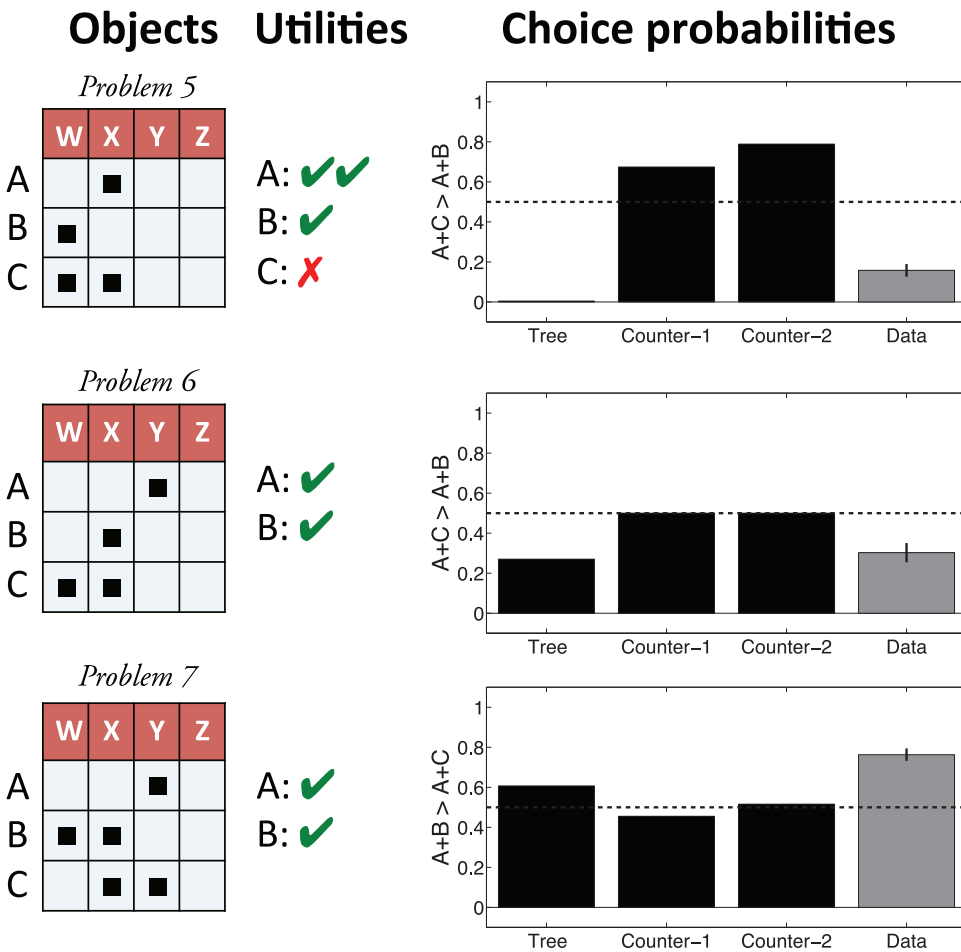 Objects Utilities Choice probabilities
Problem 5
W X Y Z
A
B
C
A: ✔✔
B: ✔
C: ✗
A+C > A+B
1
0.8
0.6
0.4
0.2
0
Tree Counter-1 Counter-2 Data
Problem 6
W X Y Z
A
B
C
A: ✔
B: ✔
A+C > A+B
1
0.8
0.6
0.4
0.2
0
Tree Counter-1 Counter-2 Data
Problem 7
W X Y Z
A
B
C
A: ✔
B: ✔
A+B > A+C
1
0.8
0.6
0.4
0.2
0
Tree Counter-1 Counter-2 Data